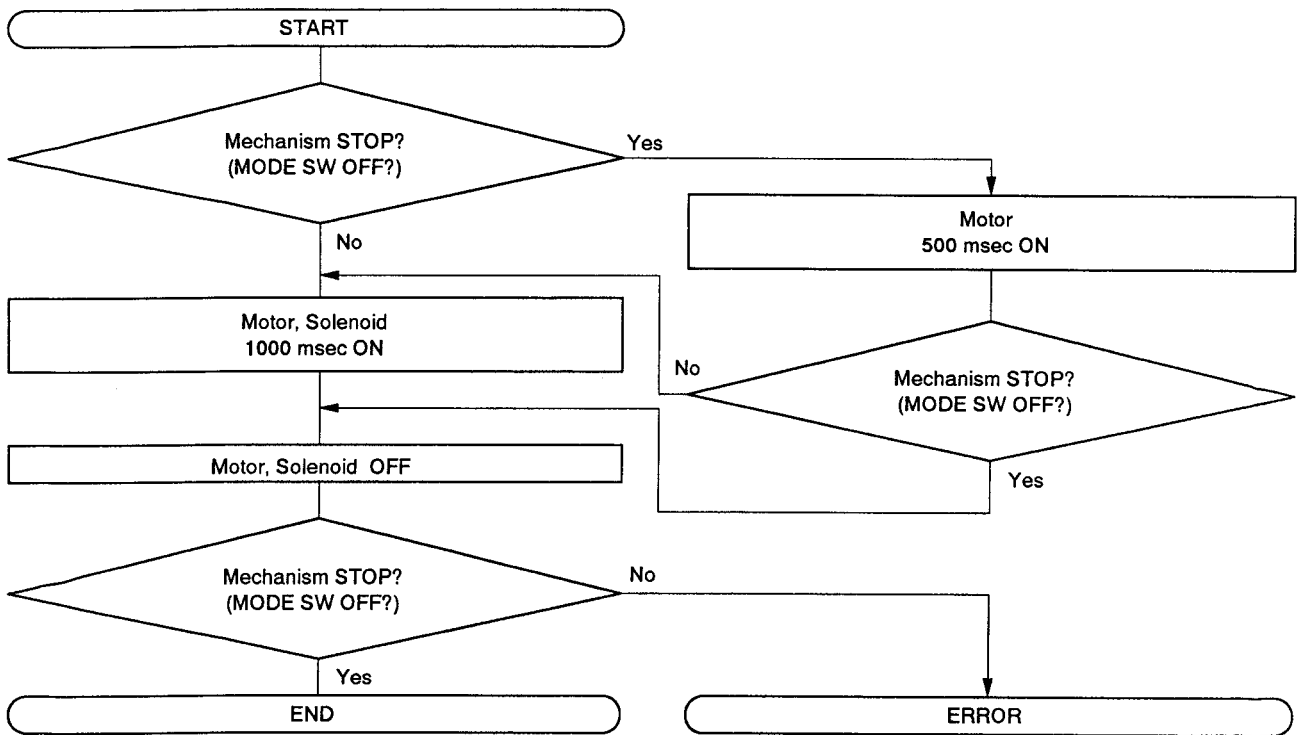 START
Mechanism STOP?
(MODE SW OFF?)
Yes
No
Motor
500 msec ON
Motor, Solenoid
1000 msec ON
No
Mechanism STOP?
(MODE SW OFF?)
Yes
Motor, Solenoid OFF
Mechanism STOP?
(MODE SW OFF?)
No
Yes
END
ERROR